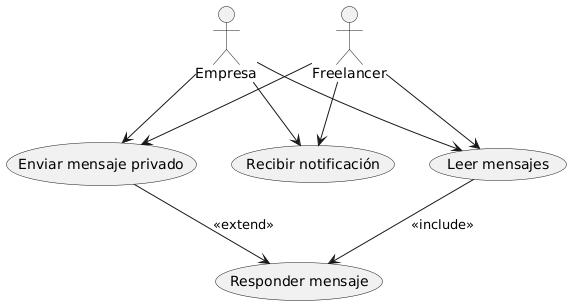 Empresa
Freelancer
Enviar mensaje privado
Recibir notificación
Leer mensajes
«extend»
«include»
Responder mensaje